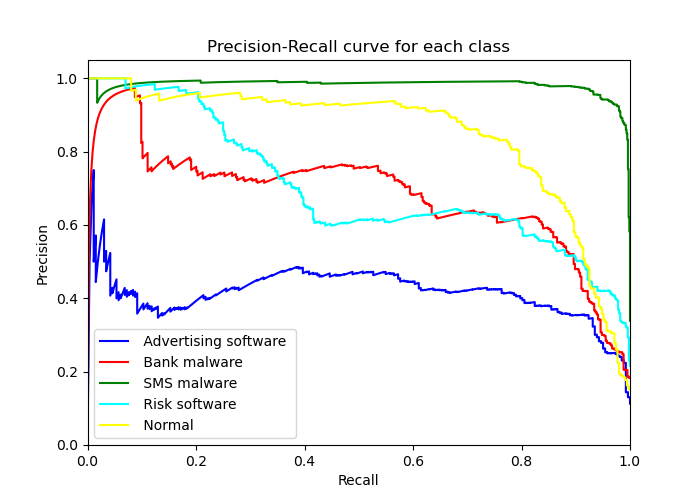 Precision-Recall curve for each class
1.0
0.8
0.6
0.4
0.2
0.0
Precision
Advertising software
Bank malware
SMS malware
Risk software
Normal
0.0 0.2 0.4 0.6 0.8 1.0
Recall